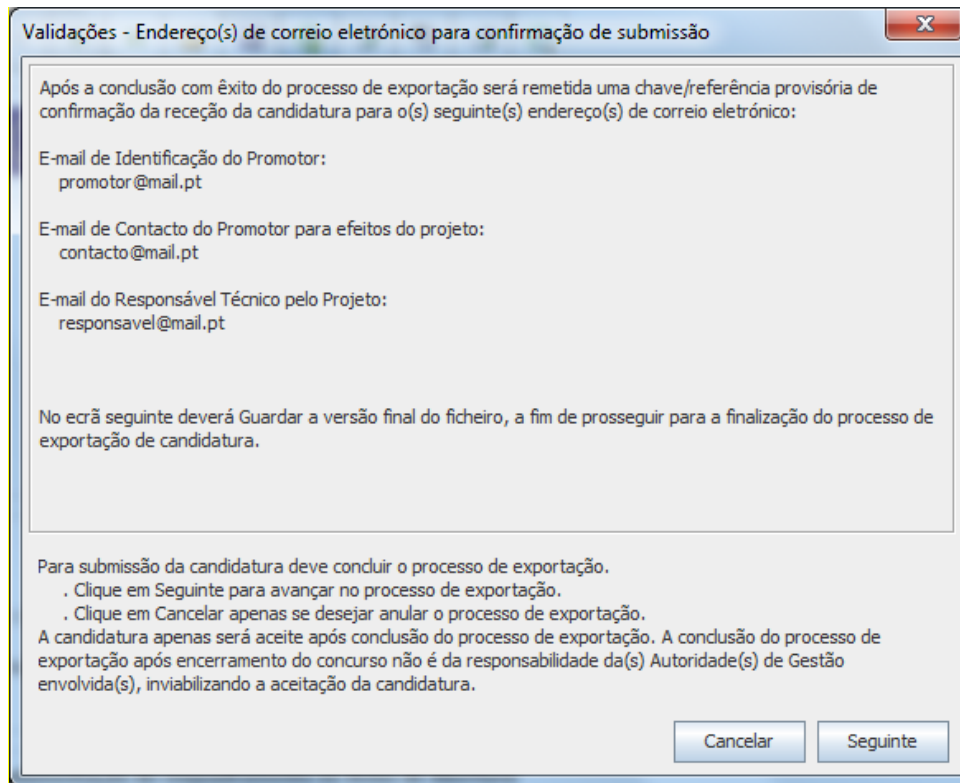 Validações - Endereço(s) de correio eletrónico para confirmação de submissão
Após a conclusão com êxito do processo de exportação será remetida uma chave/referência provisória de
confirmação da receção da candidatura para o(s) seguinte(s) endereço(s) de correio eletrónico:
E-mail de Identificação do Promotor:
promotor@mail.pt
E-mail de Contacto do Promotor para efeitos do projeto:
contacto@mail.pt
E-mail do Responsável Técnico pelo Projeto:
responsavel@mail.pt
No ecrã seguinte deverá Guardar a versão final do ficheiro, a fim de prosseguir para a finalização do processo de
exportação de candidatura.
Para submissão da candidatura deve concluir o processo de exportação.
. Clique em Seguinte para avançar no processo de exportação.
. Clique em Cancelar apenas se desejar anular o processo de exportação.
A candidatura apenas será aceite após conclusão do processo de exportação. A conclusão do processo de
exportação após encerramento do concurso não é da responsabilidade da(s) Autoridade(s) de Gestão
envolvida(s), inviabilizando a aceitação da candidatura.
Cancelar Seguinte